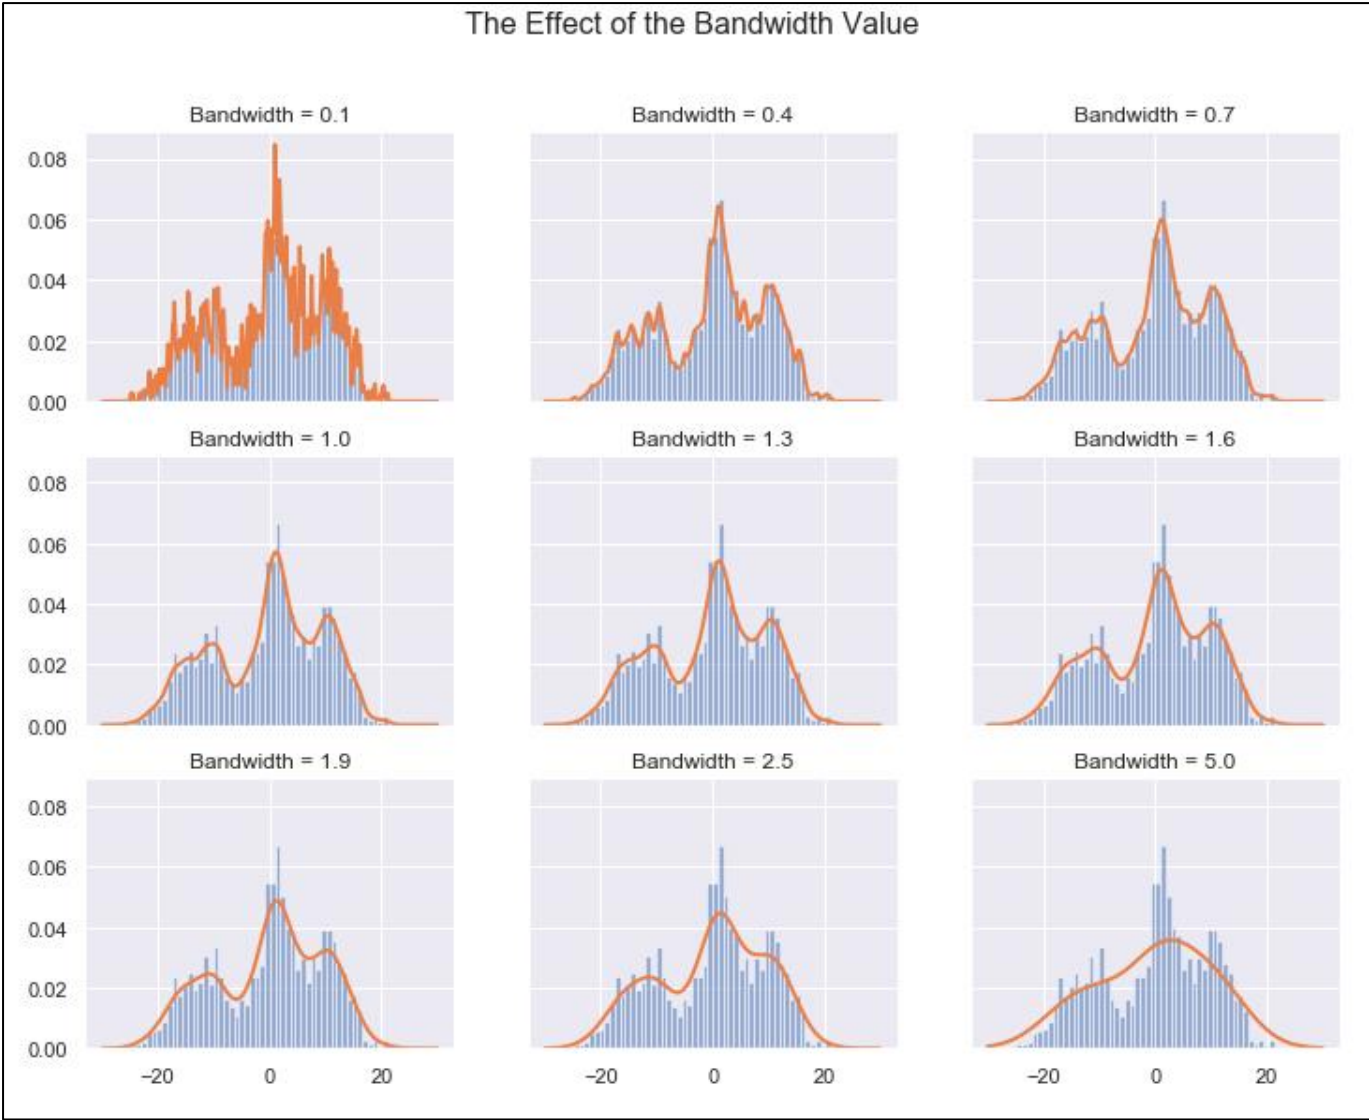 The Effect of the Bandwidth Value
Bandwidth = 0.1
Bandwidth = 0.4
Bandwidth = 0.7
0.08
0.06
0.04
0.02
0.00
Bandwidth = 1.0
Bandwidth = 1.3
Bandwidth = 1.6
0.08
0.06
0.04
0.02
0.00
Bandwidth = 1.9
Bandwidth = 2.5
Bandwidth = 5.0
0.08
0.06
0.04
0.02
0.00
−20 0 20
−20 0 20
−20 0 20